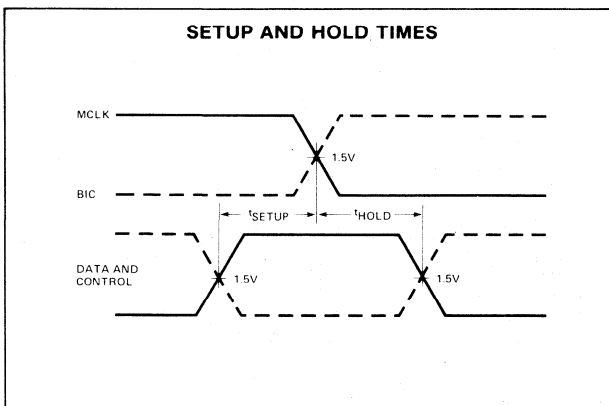 SETUP AND HOLD TIMES
MCLK
1.5V
BIC
tSETUP
tHOLD
DATA AND
CONTROL
1.5V
1.5V